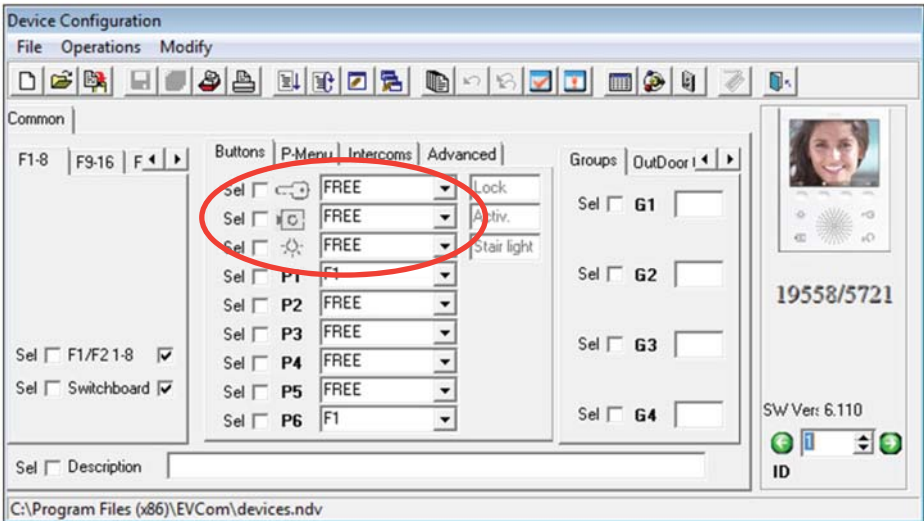 Device Configuration
File Operations Modify
Common
F1-8 F9-16 F
Buttons P-Menu Intercoms Advanced
Groups OutDoor
Sel FREE Lock
Sel FREE Activ.
Sel FREE Stair light
Sel P1 F1
Sel P2 FREE
Sel P3 FREE
Sel P4 FREE
Sel P5 FREE
Sel P6 F1
Sel F1/F2 1-8
Sel Switchboard
Sel G1
Sel G2
Sel G3
Sel G4
19558/5721
SW Ver: 6.110
1
ID
Sel Description
C:\Program Files (x86)\EVCom\devices.ndv